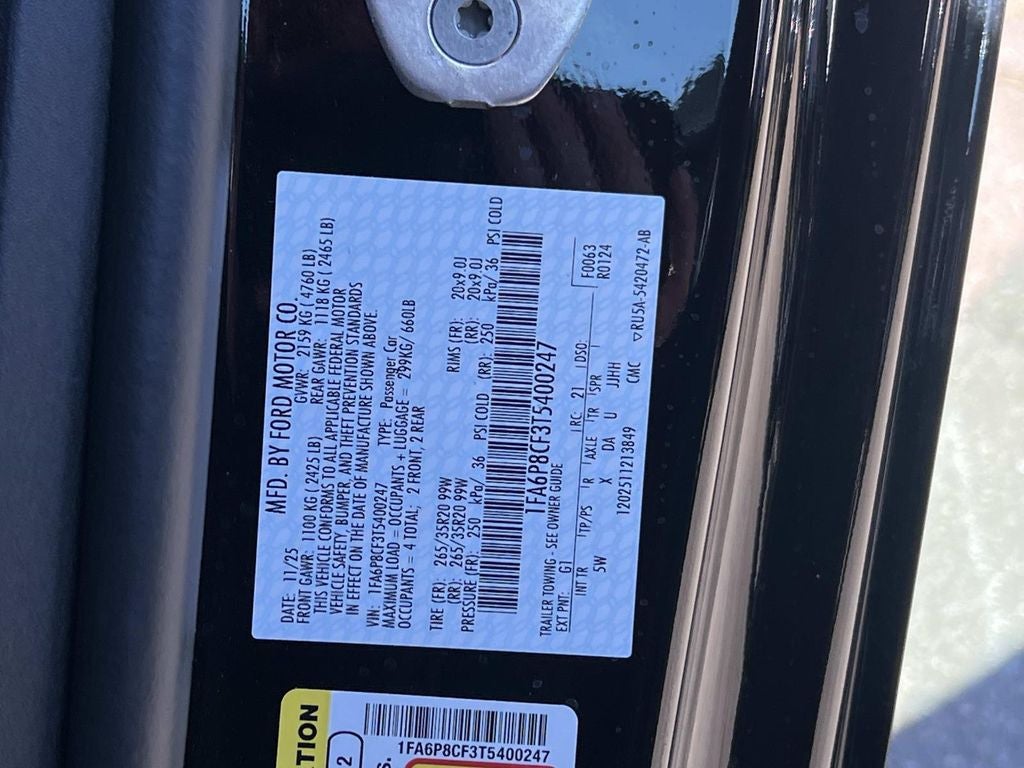 MFD. BY FORD MOTOR CO.
DATE: 11/25 GVWR: 2159 KG ( 4760 LB)
FRONT GAWR: 1100 KG ( 2425 LB) REAR GAWR: 1118 KG ( 2465 LB)
THIS VEHICLE CONFORMS TO ALL APPLICABLE FEDERAL MOTOR
VEHICLE SAFETY, BUMPER, AND THEFT PREVENTION STANDARDS
IN EFFECT ON THE DATE OF MANUFACTURE SHOWN ABOVE.
VIN: 1FA6P8CF3T5400247 TYPE: Passenger Car
MAXIMUM LOAD = OCCUPANTS + LUGGAGE = 299KG/ 660LB
OCCUPANTS = 4 TOTAL; 2 FRONT, 2 REAR
TIRE (FR): 265/35R20 99W RIMS (FR): 20x9.0J
(RR): 265/35R20 99W (RR): 20x9.0J
PRESSURE (FR): 250 kPa/ 36 PSI COLD (RR): 250 kPa/ 36 PSI COLD
1FA6P8CF3T5400247
TRAILER TOWING - SEE OWNER GUIDE
EXT PNT: G1 RC: 21 DSO: F0063
INT TR TP/PS R AXLE TR SPR R0124
5W X DA U JJHH
1202511213849 CMC ▽RU5A-5420472-AB
1FA6P8CF3T5400247